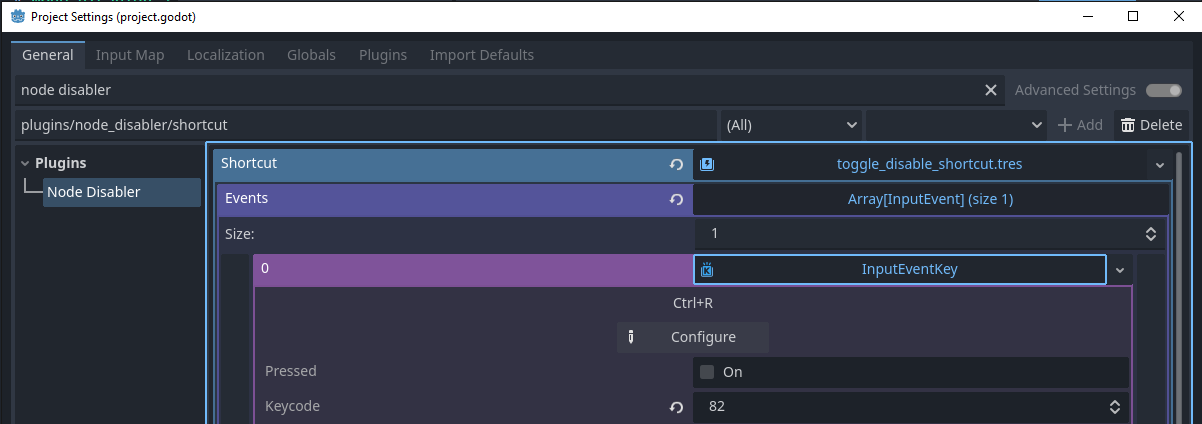 Project Settings (project.godot)
General Input Map Localization Globals Plugins Import Defaults
node disabler Advanced Settings
plugins/node_disabler/shortcut (All) Add Delete
Plugins
Node Disabler
Shortcut toggle_disable_shortcut.tres
Events Array[InputEvent] (size 1)
Size: 1
0 InputEventKey
Ctrl+R
Configure
Pressed On
Keycode 82